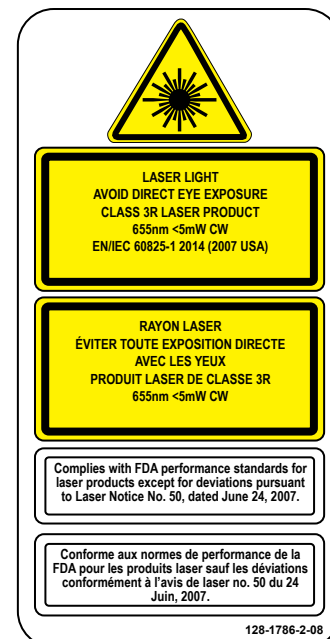 LASER LIGHT
AVOID DIRECT EYE EXPOSURE
CLASS 3R LASER PRODUCT
655nm <5mW CW
EN/IEC 60825-1 2014 (2007 USA)
RAYON LASER
ÉVITER TOUTE EXPOSITION DIRECTE
AVEC LES YEUX
PRODUIT LASER DE CLASSE 3R
655nm <5mW CW
Complies with FDA performance standards for
laser products except for deviations pursuant
to Laser Notice No. 50, dated June 24, 2007.
Conforme aux normes de performance de la
FDA pour les produits laser sauf les déviations
conformément à l'avis de laser no. 50 du 24
Juin, 2007.
128-1786-2-08